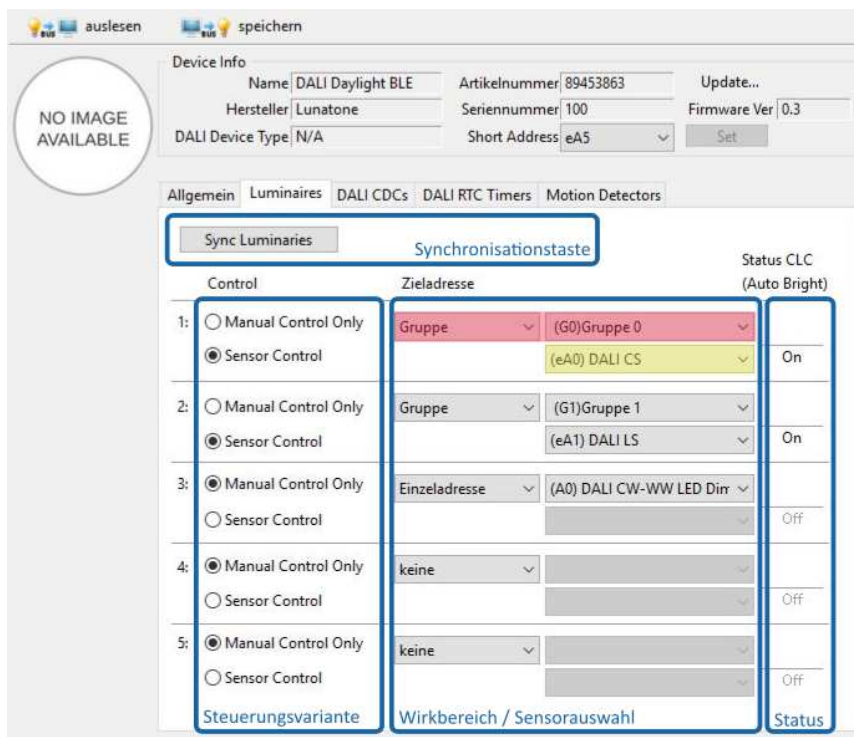 auslesen speichern
Device Info
Name DALI Daylight BLE Artikelnummer 89453863 Update...
Hersteller Lunatone Seriennummer 100 Firmware Ver 0.3
DALI Device Type N/A Short Address eA5 Set
NO IMAGE
AVAILABLE
Allgemein Luminaires DALI CDCs DALI RTC Timers Motion Detectors
Sync Luminaries Synchronisationstaste
Status CLC
Control Zieladresse (Auto Bright)
1: Manual Control Only Gruppe (G0)Gruppe 0
Sensor Control (eA0) DALI CS On
2: Manual Control Only Gruppe (G1)Gruppe 1
Sensor Control (eA1) DALI LS On
3: Manual Control Only Einzeladresse (A0) DALI CW-WW LED Dim
Sensor Control Off
4: Manual Control Only keine
Sensor Control Off
5: Manual Control Only keine
Sensor Control Off
Steuerungsvariante Wirkbereich / Sensorauswahl Status